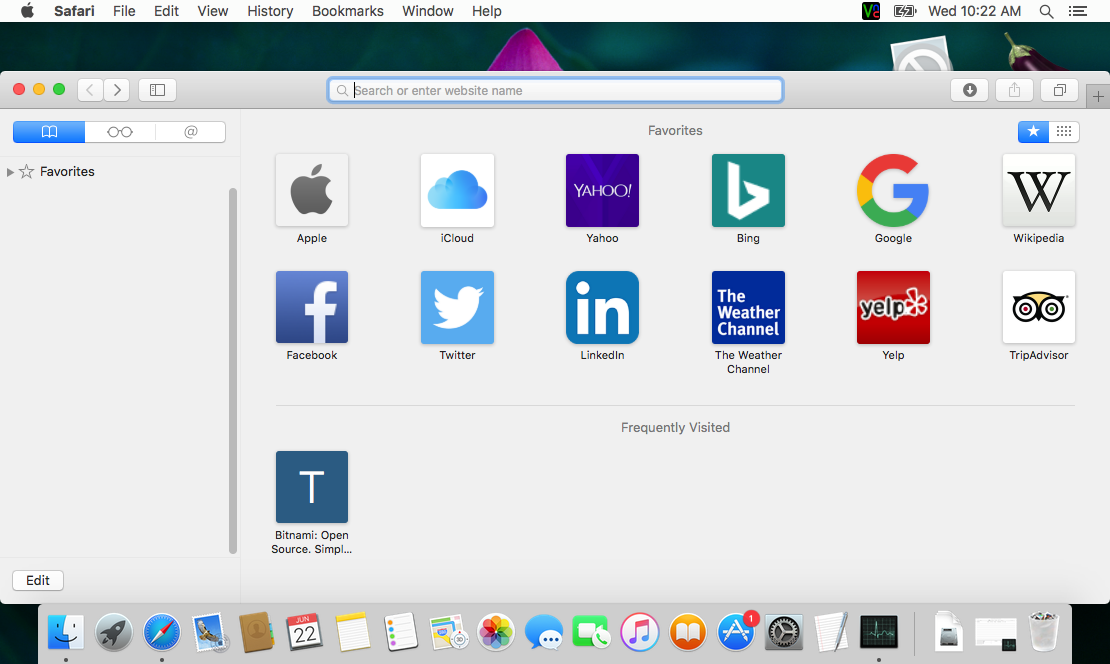 Safari File Edit View History Bookmarks Window Help Wed 10:22 AM
Search or enter website name
@
Favorites
Favorites
YAHOO!
W
Apple iCloud Yahoo Bing Google Wikipedia
f in The Weather Channel yelp
Facebook Twitter LinkedIn The Weather Channel Yelp TripAdvisor
Frequently Visited
T
Bitnami: Open
Source. Simpl...
Edit
JUN
22
1